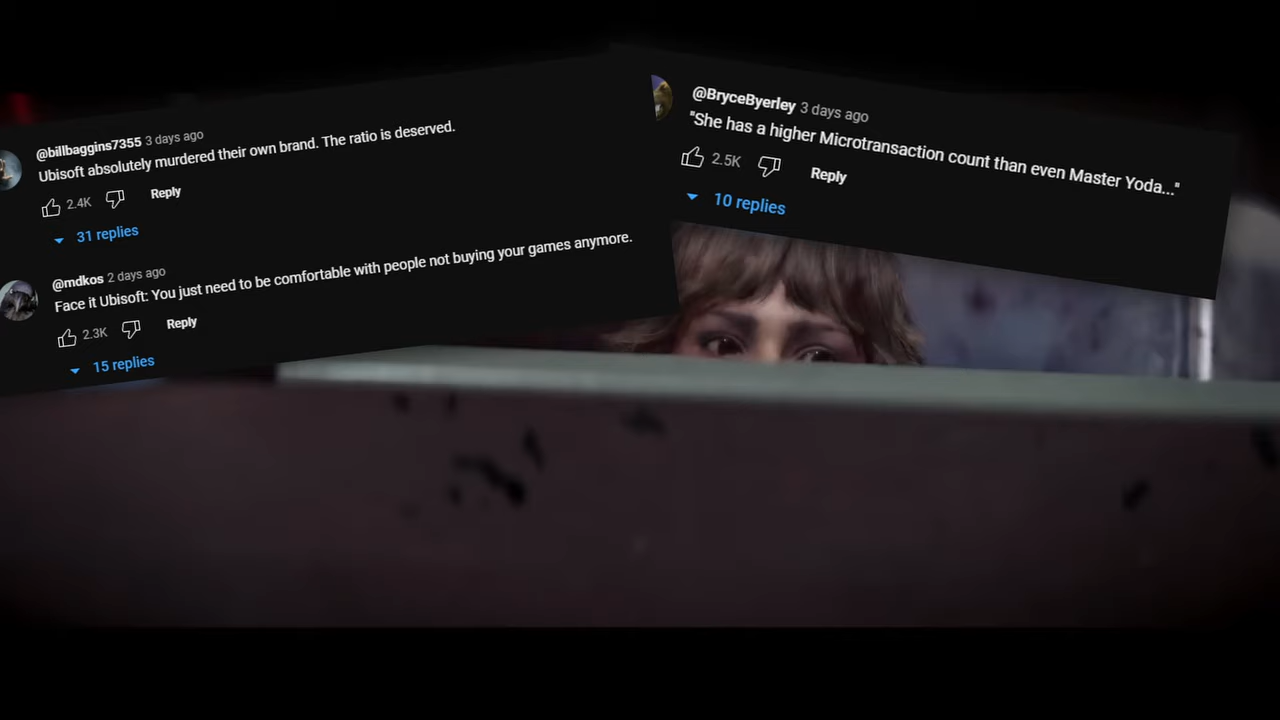 @billbaggins7355 3 days ago
Ubisoft absolutely murdered their own brand. The ratio is deserved.
2.4K Reply
31 replies
@mdkos 2 days ago
Face it Ubisoft: You just need to be comfortable with people not buying your games anymore.
2.3K Reply
15 replies
@BryceByerley 3 days ago
"She has a higher Microtransaction count than even Master Yoda..."
2.5K Reply
10 replies